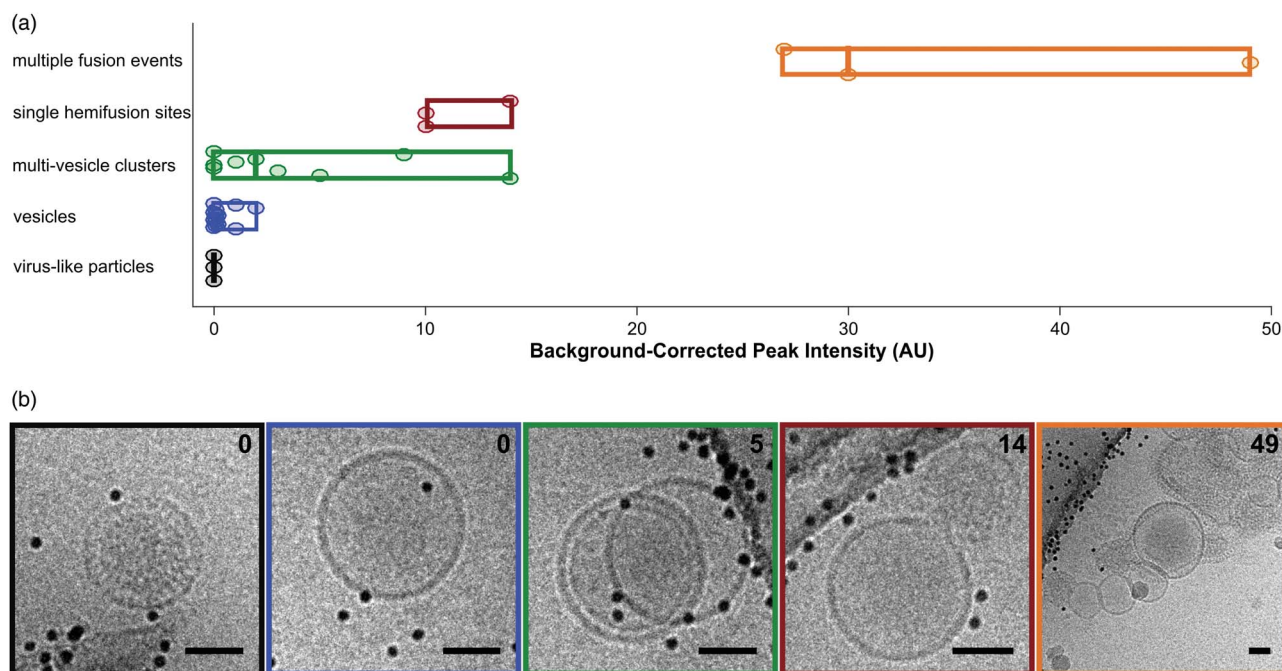 (a)
multiple fusion events
single hemifusion sites
multi-vesicle clusters
vesicles
virus-like particles
0 10 20 30 40 50
Background-Corrected Peak Intensity (AU)
(b)
0 0 5 14 49